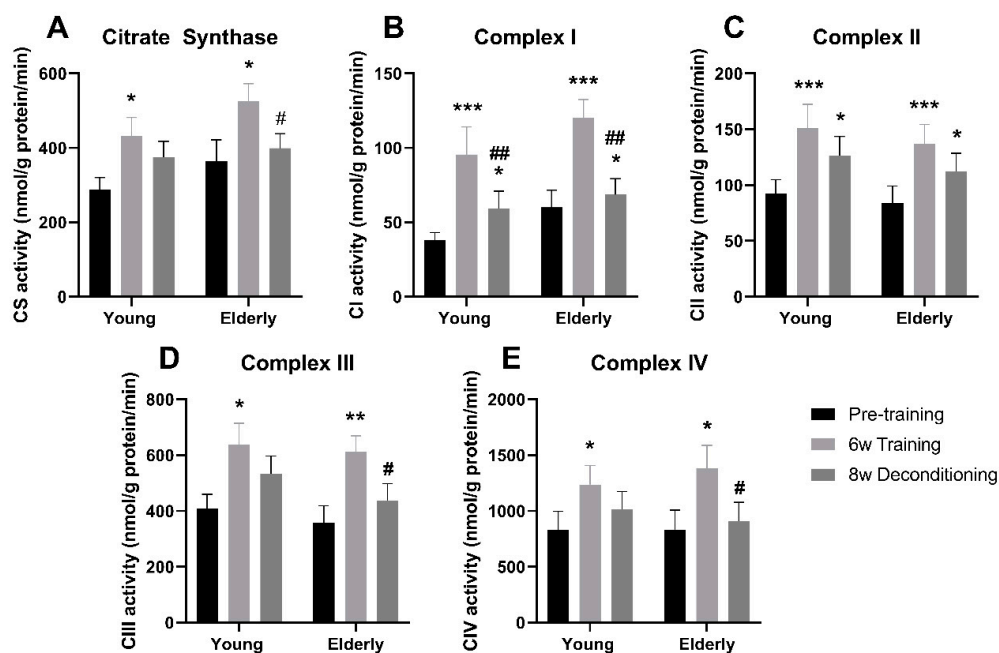 A
Citrate Synthase
CS activity (nmol/g protein/min)
600
400
200
0
*
*
#
Young
Elderly
B
Complex I
CI activity (nmol/g protein/min)
150
100
50
0
***
##
*
***
##
*
Young
Elderly
C
Complex II
CII activity (nmol/g protein/min)
200
150
100
50
0
***
*
***
*
Young
Elderly
D
Complex III
CIII activity (nmol/g protein/min)
800
600
400
200
0
*
**
#
Young
Elderly
E
Complex IV
CIV activity (nmol/g protein/min)
2000
1500
1000
500
0
*
*
#
Young
Elderly
Pre-training
6w Training
8w Deconditioning